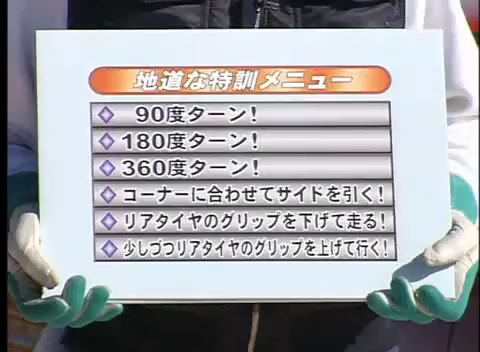 地道な特訓メニュー
90度ターン!
180度ターン!
360度ターン!
コーナーに合わせてサイドを引く!
リアタイヤのグリップを下げて走る!
少しづつリアタイヤのグリップを上げて行く!